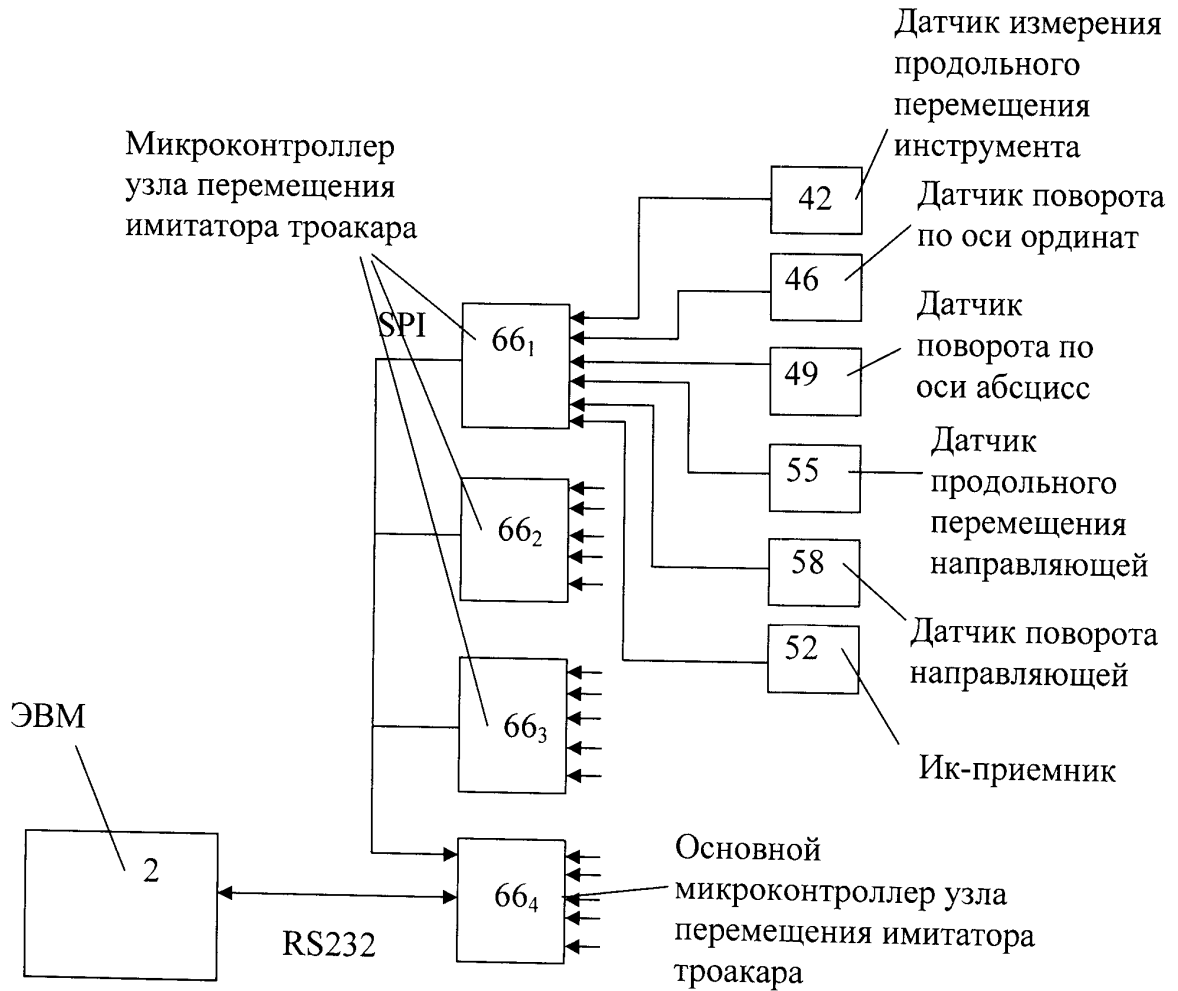 Датчик измерения
продольного
перемещения
инструмента
Микроконтроллер
узла перемещения
имитатора троакара
42
Датчик поворота
по оси ординат
46
SPI
66₁
Датчик
поворота по
оси абсцисс
49
Датчик
продольного
перемещения
направляющей
55
66₂
58
Датчик поворота
направляющей
52
66₃
Ик-приемник
ЭВМ
2
66₄
RS232
Основной
микроконтроллер узла
перемещения имитатора
троакара